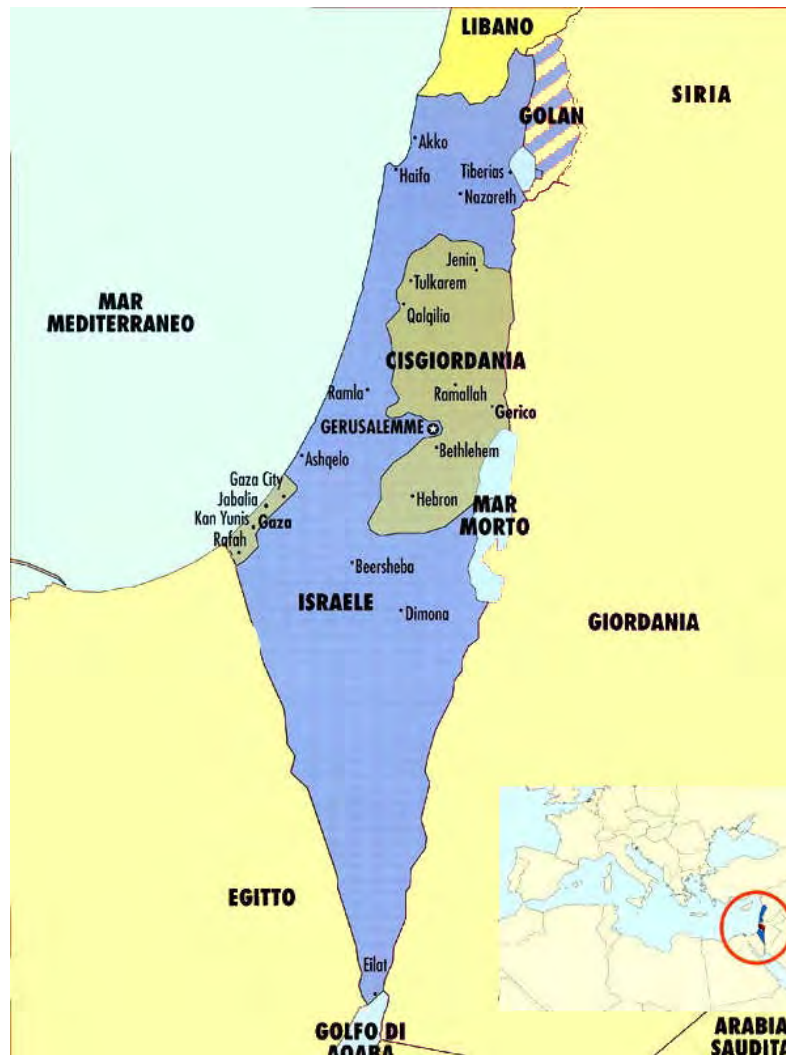 LIBANO
SIRIA
GOLAN
Akko
Haifa
Tiberias
Nazareth
Jenin
Tulkarem
MAR
MEDITERRANEO
Qalqilia
CISGIORDANIA
Ramla
Ramallah
Gerico
GERUSALEMME
Bethlehem
Ashqelo
Gaza City
Jabalia
Hebron
MAR
MORTO
Kan Yunis
Gaza
Rafah
Beersheba
ISRAELE
Dimona
GIORDANIA
EGITTO
Eilat
GOLFO DI
AQABA
ARABIA
SAUDITA